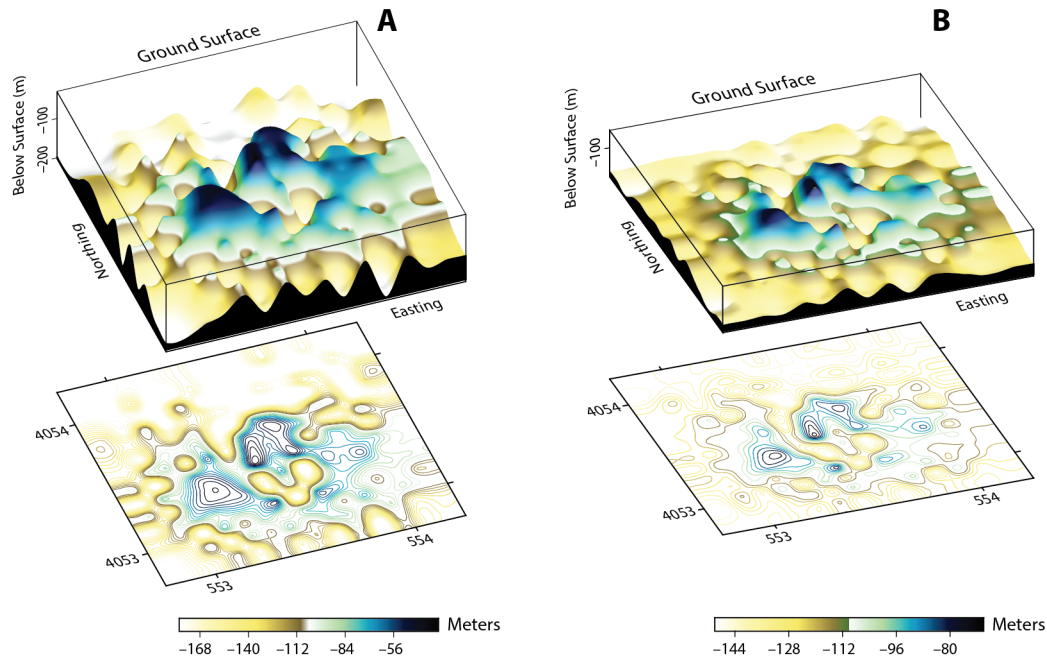 A
Ground Surface
Below Surface (m)
−100
−200
Northing
Easting
4054
4053
553
554
−168 −140 −112 −84 −56 Meters
B
Ground Surface
Below Surface (m)
−100
Northing
Easting
4054
4053
553
554
−144 −128 −112 −96 −80 Meters